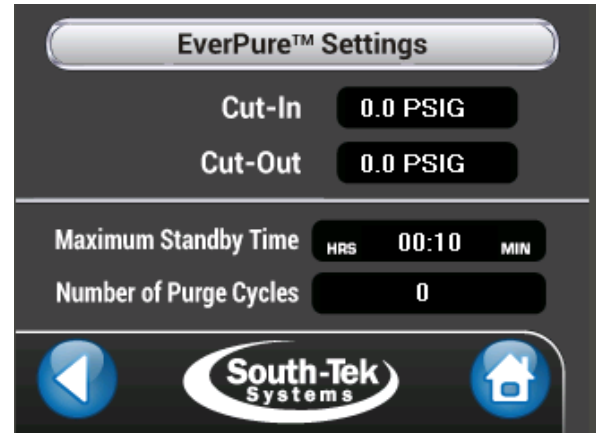 EverPure™ Settings
Cut-In 0.0 PSIG
Cut-Out 0.0 PSIG
Maximum Standby Time HRS 00:10 MIN
Number of Purge Cycles 0
South-Tek
Systems